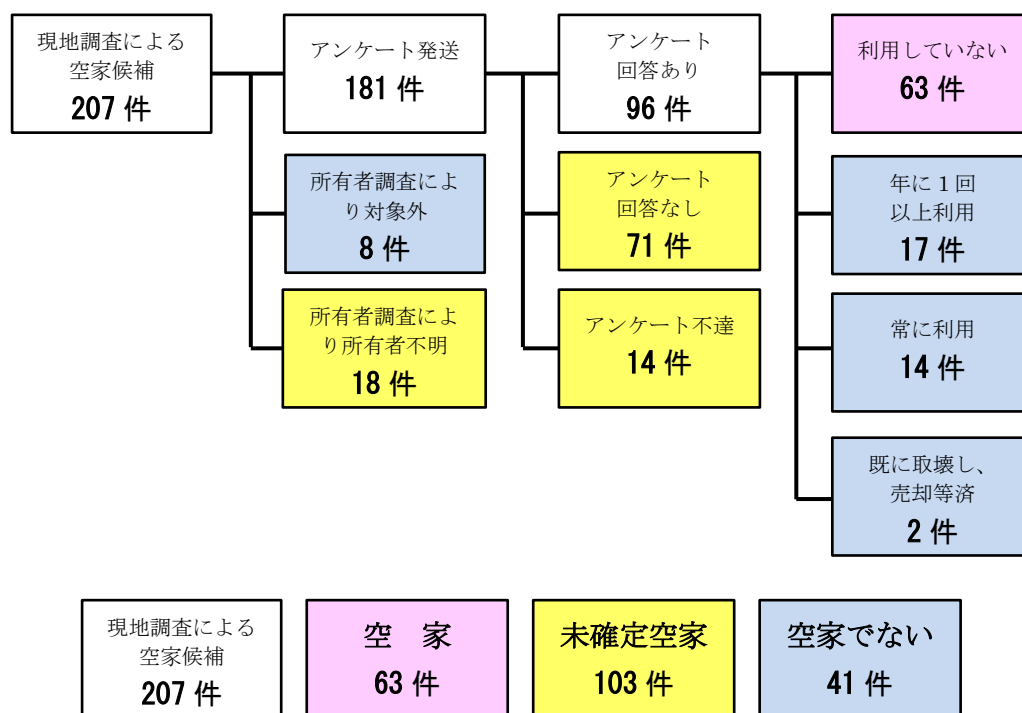 現地調査による
空家候補
207 件
アンケート発送
181 件
アンケート
回答あり
96 件
利用していない
63 件
所有者調査によ
り対象外
8 件
アンケート
回答なし
71 件
年に１回
以上利用
17 件
所有者調査によ
り所有者不明
18 件
アンケート不達
14 件
常に利用
14 件
既に取壊し、
売却等済
2 件
現地調査による
空家候補
207 件
空　家
63 件
未確定空家
103 件
空家でない
41 件